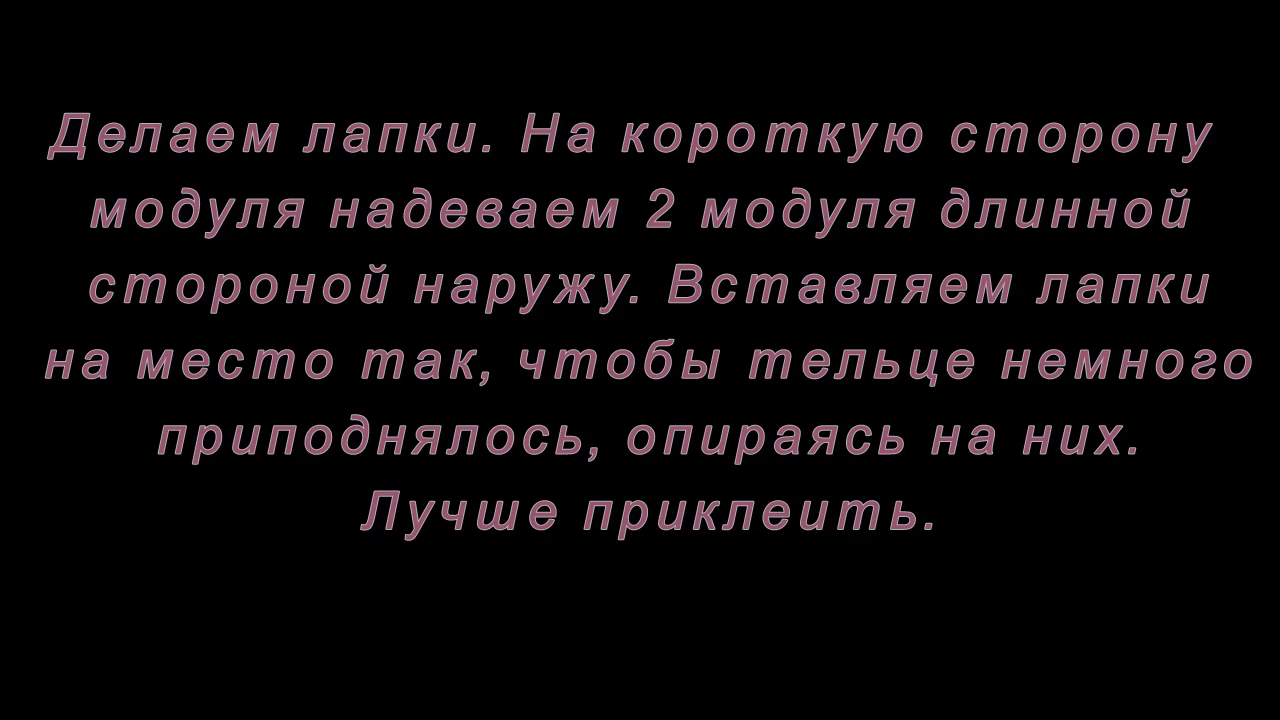 Делаем лапки. На короткую сторону
модуля надеваем 2 модуля длинной
стороной наружу. Вставляем лапки
на место так, чтобы тельце немного
приподнялось, опираясь на них.
Лучше приклеить.